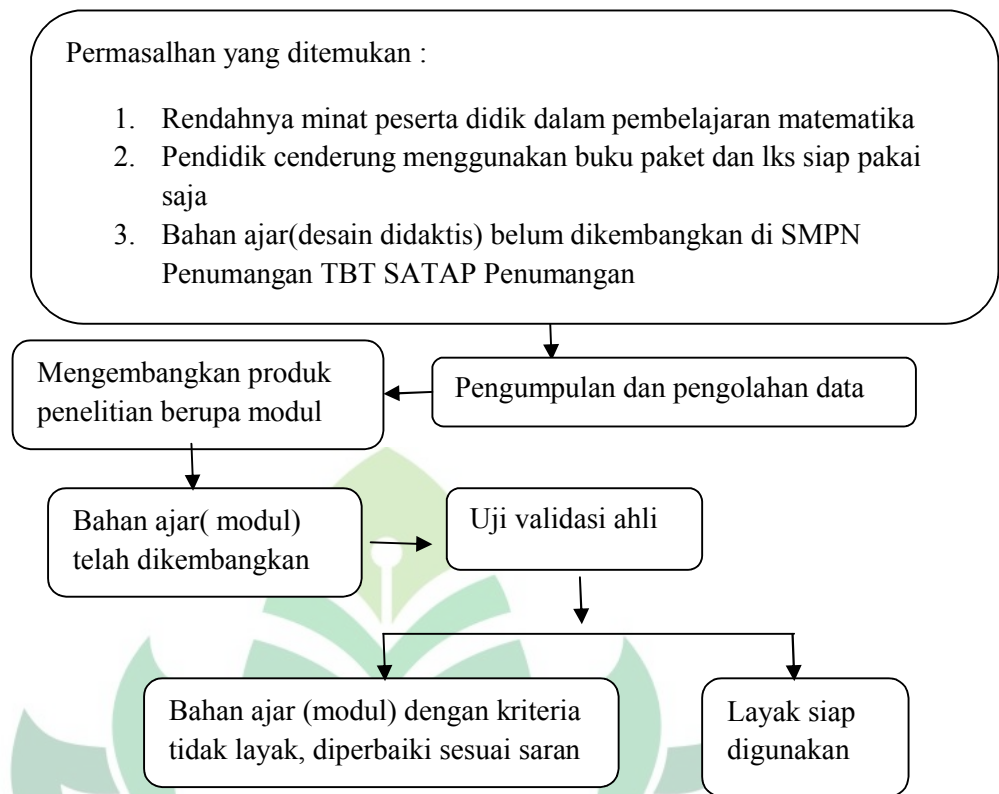 Permasalhan yang ditemukan :
1. Rendahnya minat peserta didik dalam pembelajaran matematika
2. Pendidik cenderung menggunakan buku paket dan lks siap pakai
saja
3. Bahan ajar(desain didaktis) belum dikembangkan di SMPN
Penumangan TBT SATAP Penumangan
Pengumpulan dan pengolahan data
Mengembangkan produk
penelitian berupa modul
Bahan ajar( modul)
telah dikembangkan
Uji validasi ahli
Bahan ajar (modul) dengan kriteria
tidak layak, diperbaiki sesuai saran
Layak siap
digunakan